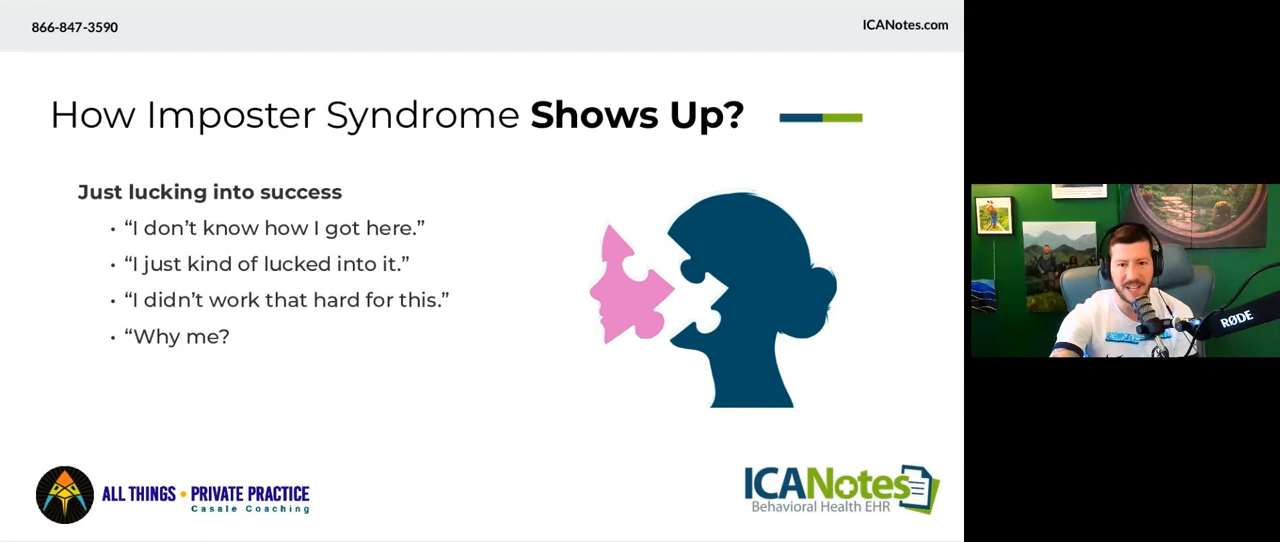 866-847-3590
ICANotes.com
How Imposter Syndrome Shows Up?
Just lucking into success
• “I don’t know how I got here.”
• “I just kind of lucked into it.”
• “I didn’t work that hard for this.”
• “Why me?
ALL THINGS • PRIVATE PRACTICE
Casale Coaching
ICANotes
Behavioral Health EHR
RØDE